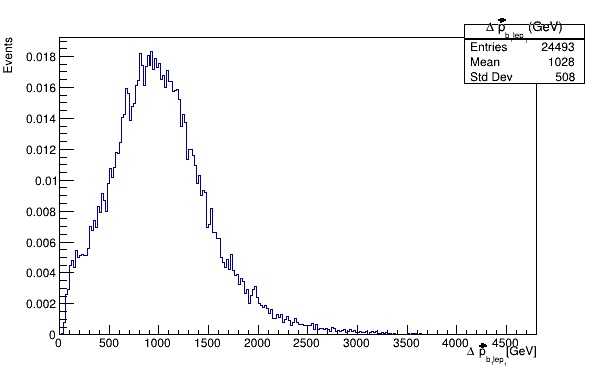 Δ p⃗ b,lep₁ (GeV)
Entries 24493
Mean 1028
Std Dev 508
Events
0.018
0.016
0.014
0.012
0.01
0.008
0.006
0.004
0.002
0
0 500 1000 1500 2000 2500 3000 3500 4000 4500
Δ p⃗ b,lep₁ [GeV]